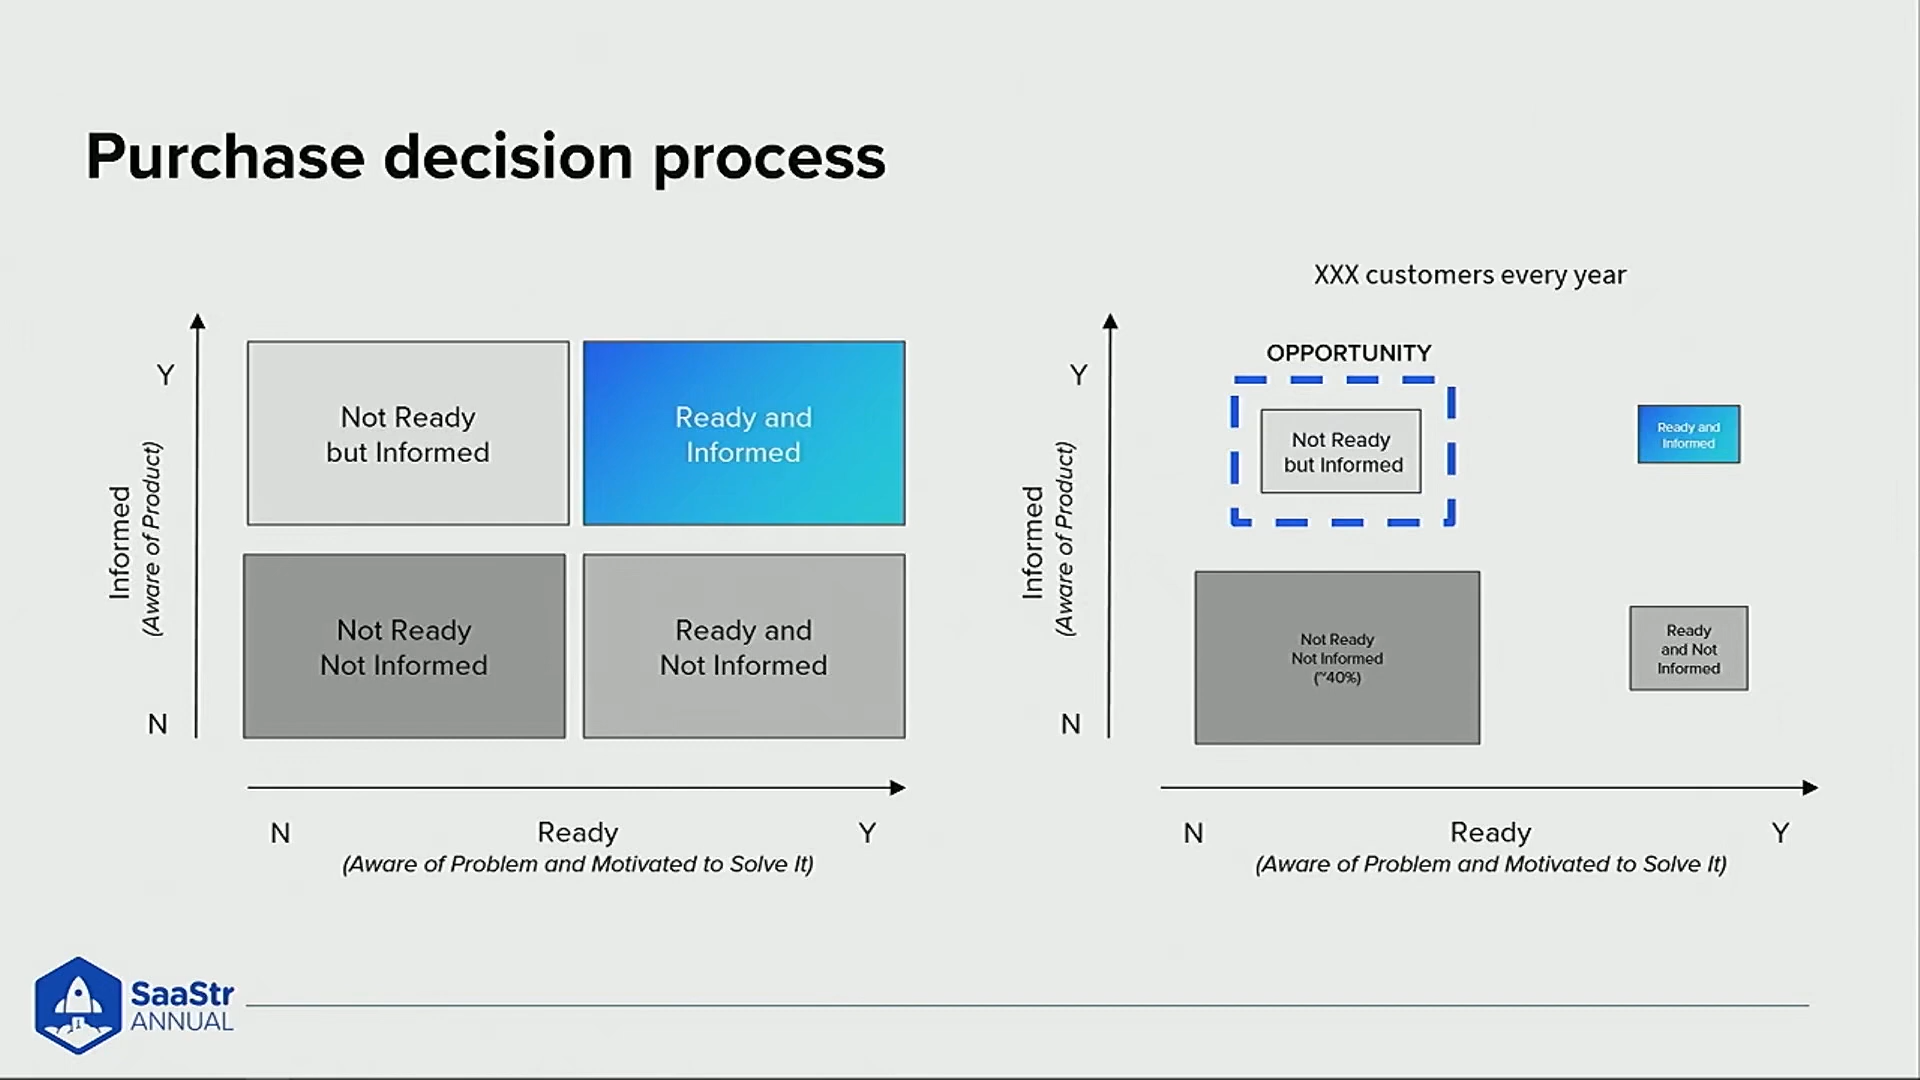 Purchase decision process
Y
Informed
(Aware of Product)
N
Not Ready
but Informed
Ready and
Informed
Not Ready
Not Informed
Ready and
Not Informed
N
Ready
Y
(Aware of Problem and Motivated to Solve It)
XXX customers every year
Y
Informed
(Aware of Product)
N
OPPORTUNITY
Not Ready
but Informed
Ready and
Informed
Not Ready
Not Informed
(~40%)
Ready
and Not
Informed
N
Ready
Y
(Aware of Problem and Motivated to Solve It)
SaaStr
ANNUAL